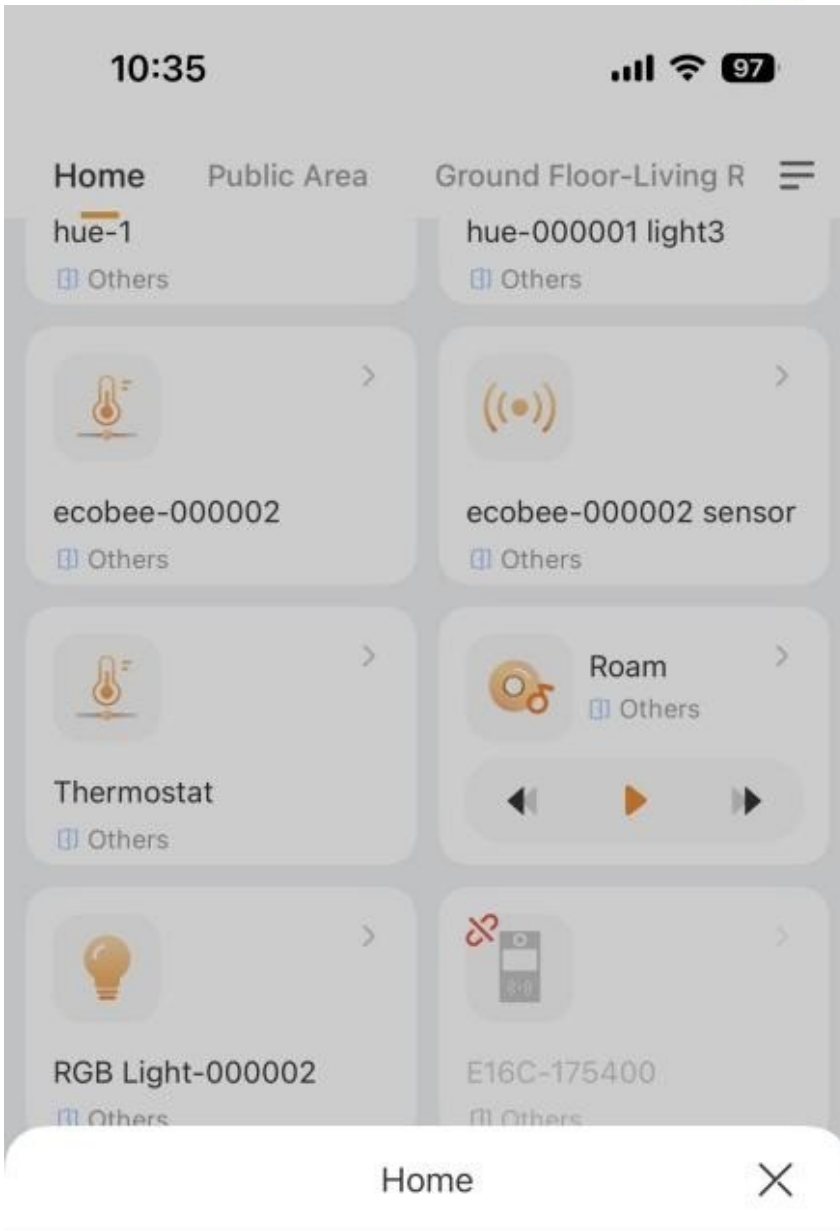 10:35 97
Home Public Area Ground Floor-Living R
hue-1 hue-000001 light3
Others Others
ecobee-000002 ecobee-000002 sensor
Others Others
Roam
Others
Thermostat
Others
RGB Light-000002 E16C-175400
Others Others
Home